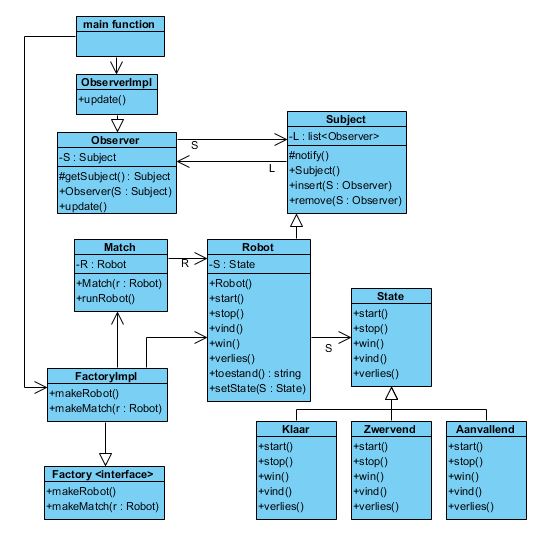 main function
ObserverImpl
+update()
Observer
-S : Subject
#getSubject() : Subject
+Observer(S : Subject)
+update()
S
L
Subject
-L : list<Observer>
#notify()
+Subject()
+insert(S : Observer)
+remove(S : Observer)
Match
-R : Robot
+Match(r : Robot)
+runRobot()
R
Robot
-S : State
+Robot()
+start()
+stop()
+vind()
+win()
+verlies()
+toestand() : string
+setState(S : State)
S
State
+start()
+stop()
+win()
+vind()
+verlies()
FactoryImpl
+makeRobot()
+makeMatch(r : Robot)
Factory <interface>
+makeRobot()
+makeMatch(r : Robot)
Klaar
+start()
+stop()
+win()
+vind()
+verlies()
Zwervend
+start()
+stop()
+win()
+vind()
+verlies()
Aanvallend
+start()
+stop()
+win()
+vind()
+verlies()